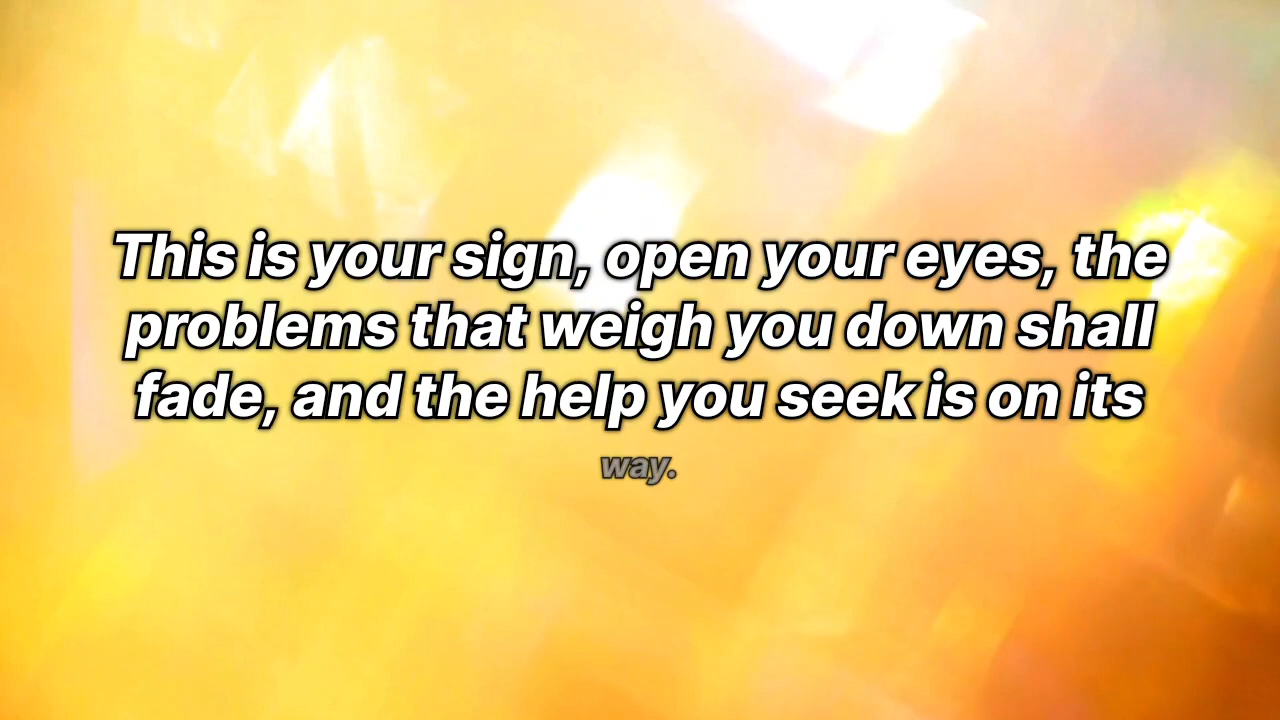 This is your sign, open your eyes, the
problems that weigh you down shall
fade, and the help you seek is on its
way.